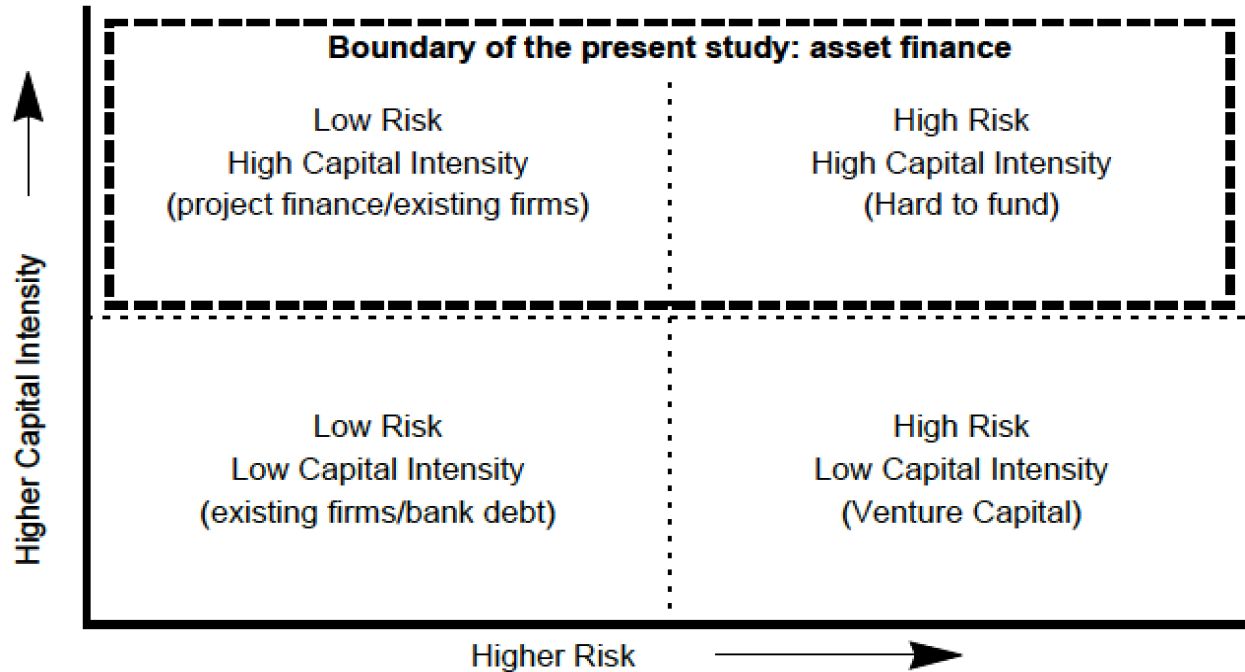 Boundary of the present study: asset finance
Low Risk
High Capital Intensity
(project finance/existing firms)
High Risk
High Capital Intensity
(Hard to fund)
Low Risk
Low Capital Intensity
(existing firms/bank debt)
High Risk
Low Capital Intensity
(Venture Capital)
Higher Capital Intensity
Higher Risk